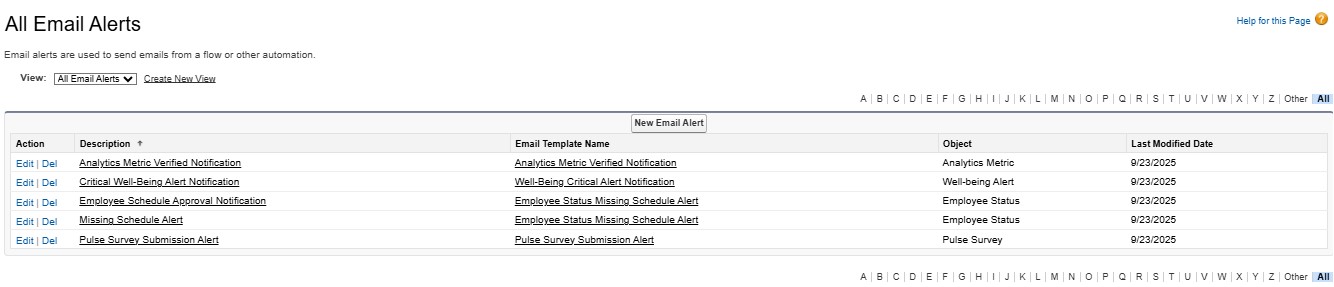 All Email Alerts
Help for this Page ?
Email alerts are used to send emails from a flow or other automation.
View: All Email Alerts Create New View
A | B | C | D | E | F | G | H | I | J | K | L | M | N | O | P | Q | R | S | T | U | V | W | X | Y | Z | Other | All
New Email Alert
Action Description ↑ Email Template Name Object Last Modified Date
Edit | Del Analytics Metric Verified Notification Analytics Metric Verified Notification Analytics Metric 9/23/2025
Edit | Del Critical Well-Being Alert Notification Well-Being Critical Alert Notification Well-being Alert 9/23/2025
Edit | Del Employee Schedule Approval Notification Employee Status Missing Schedule Alert Employee Status 9/23/2025
Edit | Del Missing Schedule Alert Employee Status Missing Schedule Alert Employee Status 9/23/2025
Edit | Del Pulse Survey Submission Alert Pulse Survey Submission Alert Pulse Survey 9/23/2025
A | B | C | D | E | F | G | H | I | J | K | L | M | N | O | P | Q | R | S | T | U | V | W | X | Y | Z | Other | All